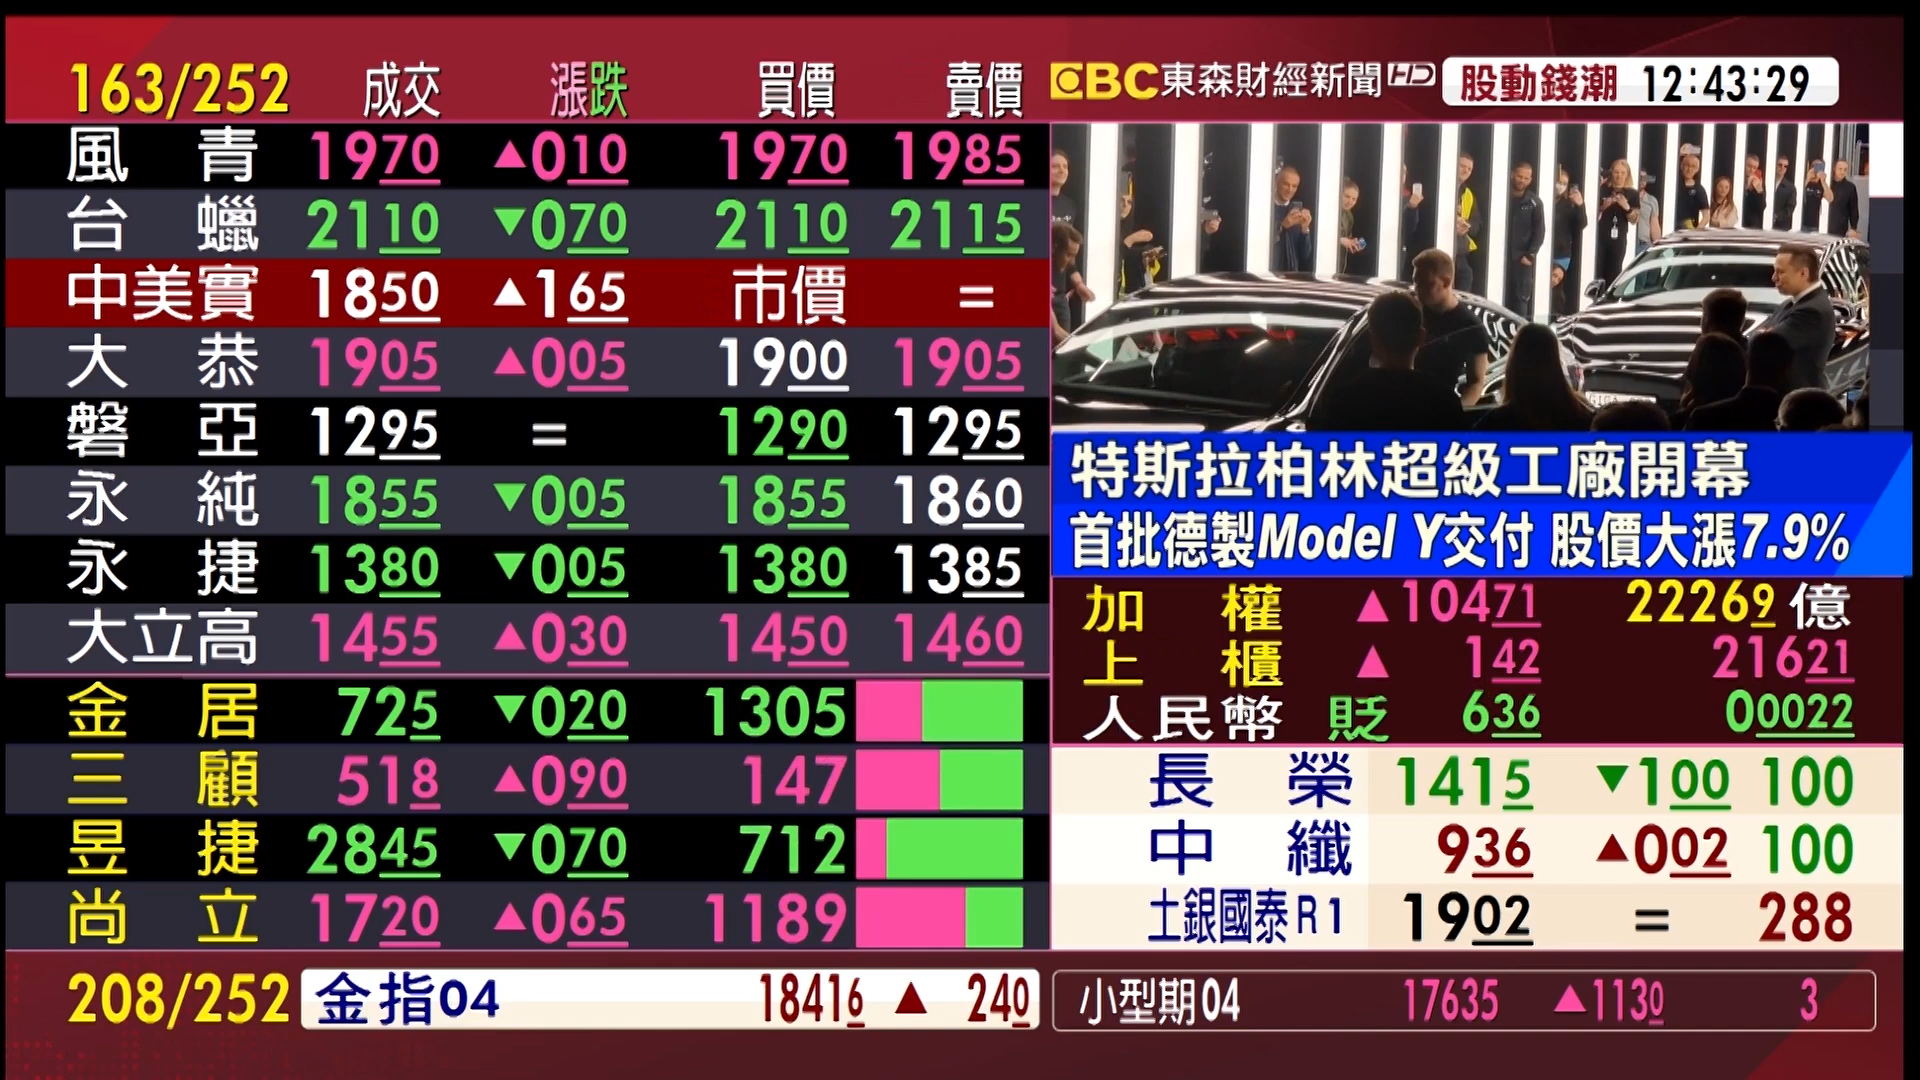 163/252 成交 漲跌 買價 賣價
風青 1970 ▲010 1970 1985
台蠟 2110 ▼070 2110 2115
中美實 1850 ▲165 市價 =
大恭 1905 ▲005 1900 1905
磐亞 1295 = 1290 1295
永純 1855 ▼005 1855 1860
永捷 1380 ▼005 1380 1385
大立高 1455 ▲030 1450 1460
金居 725 ▼020 1305
三顧 518 ▲090 147
昱捷 2845 ▼070 712
尚立 1720 ▲065 1189
208/252 金指04 18416 ▲ 240
EBC東森財經新聞HD 股動錢潮 12:43:29
特斯拉柏林超級工廠開幕
首批德製Model Y交付 股價大漲7.9%
加權 ▲10471 222269億
上櫃 ▲142 21621
人民幣 貶 636 000022
長榮 1415 ▼100 100
中纖 936 ▲002 100
土銀國泰R1 1902 = 288
小型期04 17635 ▲1130 3